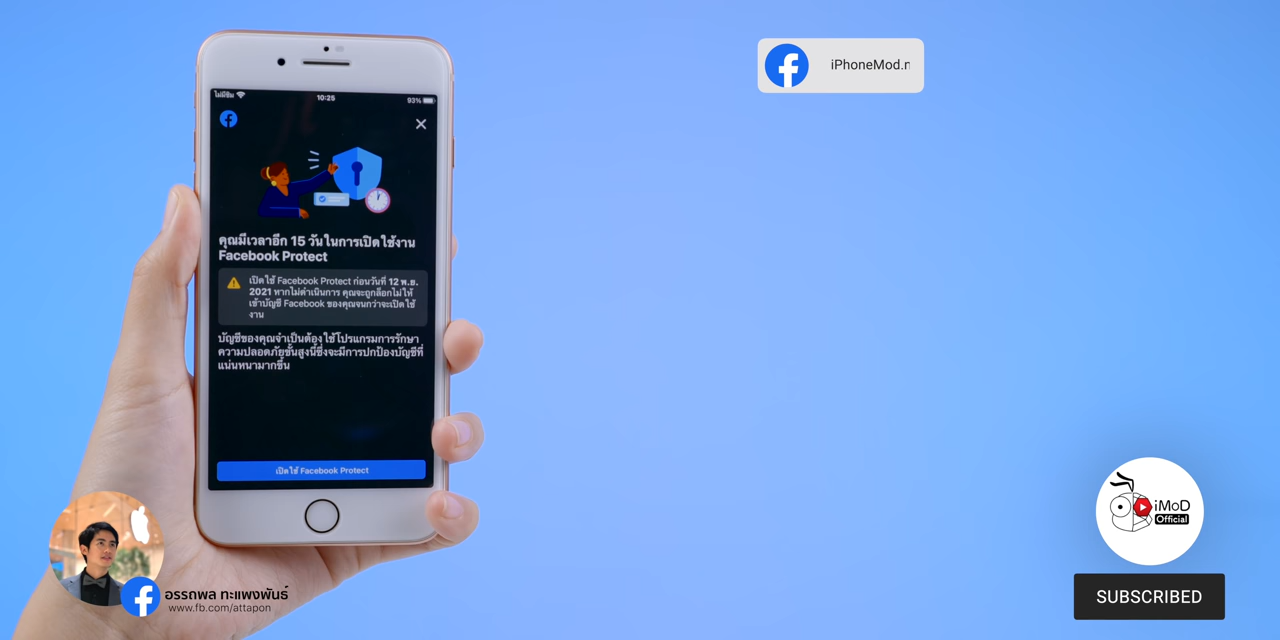 ไม่มีซิม
10:25
93%
คุณมีเวลาอีก 15 วันในการเปิดใช้งาน
Facebook Protect
เปิดใช้ Facebook Protect ก่อนวันที่ 12 พ.ย.
2021 หากไม่ดำเนินการ คุณจะถูกล็อกไม่ให้
เข้าบัญชี Facebook ของคุณจนกว่าจะเปิดใช้
งาน
บัญชีของคุณจำเป็นต้องใช้โปรแกรมการรักษา
ความปลอดภัยขั้นสูงนี้ซึ่งจะมีการปกป้องบัญชีที่
แน่นหนามากขึ้น
เปิดใช้ Facebook Protect
iPhoneMod.n
อรรถพล ทะแพงพันธ์
www.fb.com/attapon
iMoD
Official
SUBSCRIBED